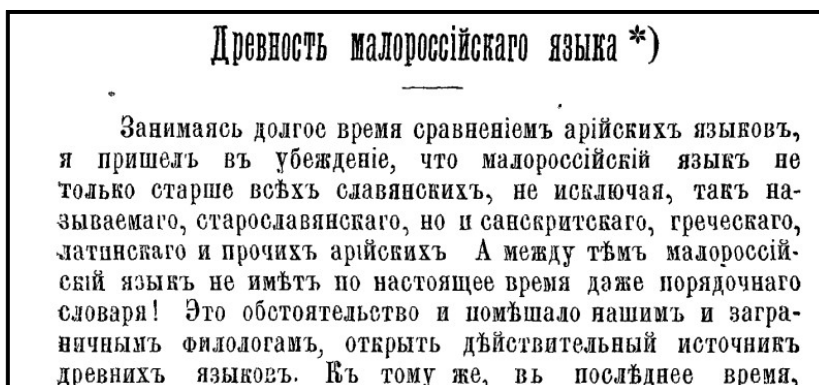 Древность малороссійскаго языка *)
Занимаясь долгое время сравненіемъ арійскихъ языковъ,
я пришелъ въ убежденіе, что малороссійскій языкъ не
только старше всѣхъ славянскихъ, не исключая, такъ на-
зываемаго, старославянскаго, но и санскритскаго, греческаго,
латинскаго и прочихъ арійскихъ А между тѣмъ малороссій-
скій языкъ не имѣтъ по настоящее время даже порядочнаго
словаря! Это обстоятельство и помѣшало нашимъ и загра-
ничнымъ филологамъ, открыть дѣйствительный источникъ
древнихъ языковъ. Къ тому же, вь послѣднее время,